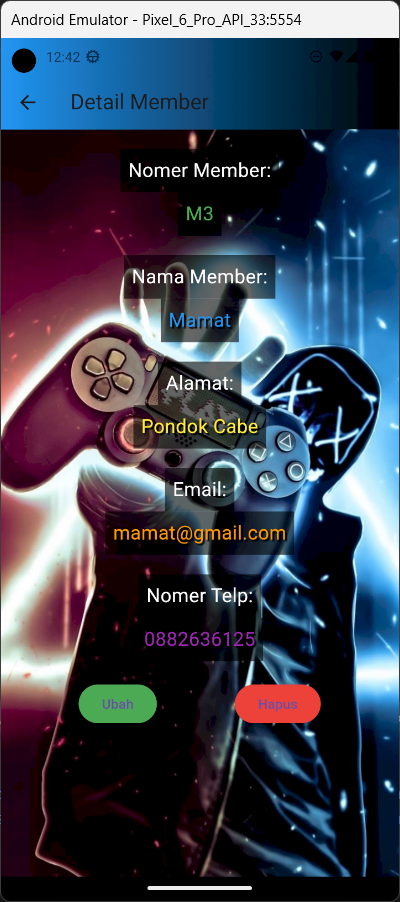 Android Emulator - Pixel_6_Pro_API_33:5554
12:42
Detail Member
Nomer Member:
M3
Nama Member:
Mamat
Alamat:
PLAY
Pondok Cabe
Email:
mamat@gmail.com
Nomer Telp:
0882636125
Ubah Hapus